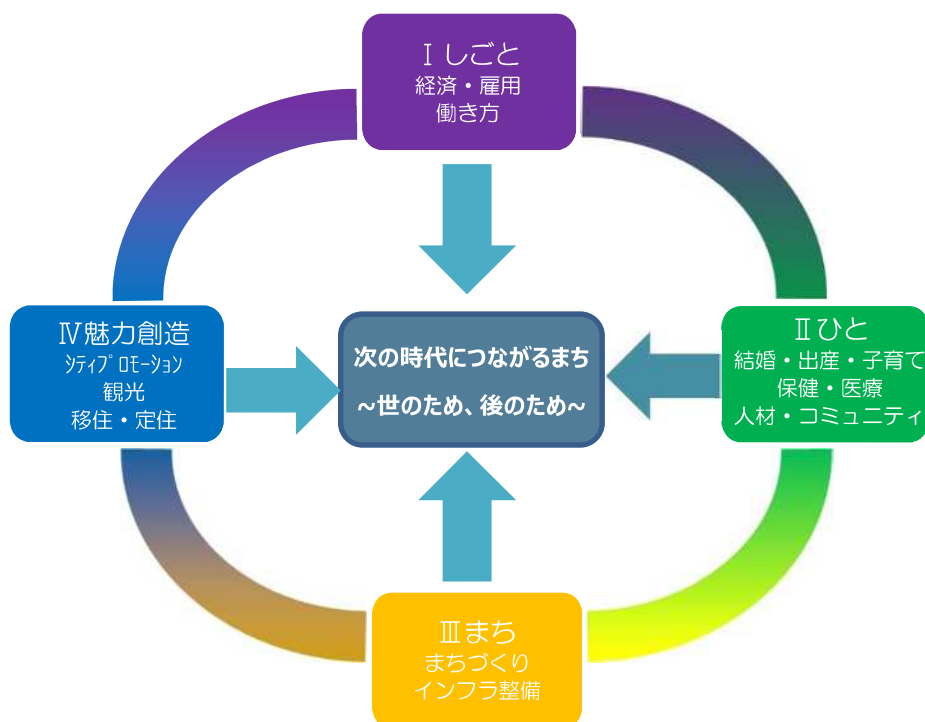 Ⅰしごと
経済・雇用
働き方
Ⅳ魅力創造
ｼﾃｨﾌﾟﾛﾓｰｼｮﾝ
観光
移住・定住
次の時代につながるまち
~世のため、後のため~
Ⅱひと
結婚・出産・子育て
保健・医療
人材・コミュニティ
Ⅲまち
まちづくり
インフラ整備